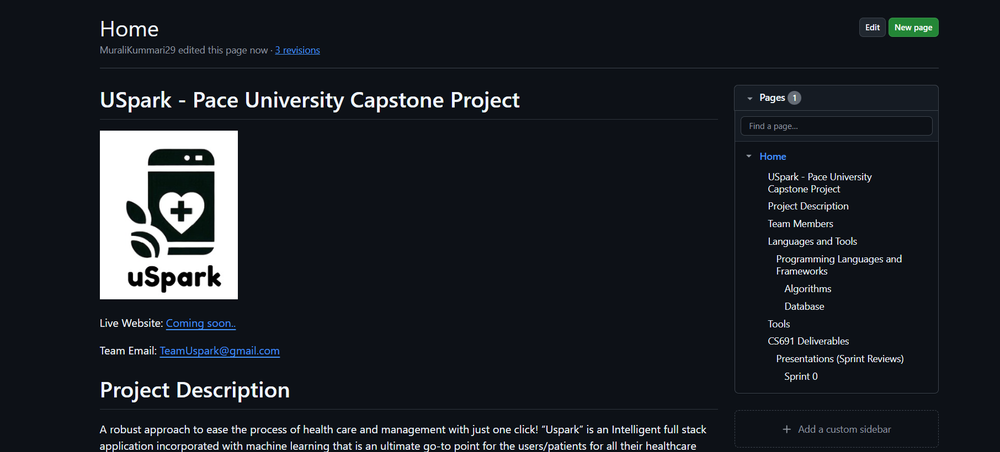 Home
Edit
New page
MuraliKummari29 edited this page now · 3 revisions
USpark - Pace University Capstone Project
uSpark
Live Website: Coming soon..
Team Email: TeamUspark@gmail.com
Project Description
A robust approach to ease the process of health care and management with just one click! “Uspark” is an Intelligent full stack
application incorporated with machine learning that is an ultimate go-to point for the users/patients for all their healthcare
Pages 1
Find a page...
Home
USpark - Pace University
Capstone Project
Project Description
Team Members
Languages and Tools
Programming Languages and
Frameworks
Algorithms
Database
Tools
CS691 Deliverables
Presentations (Sprint Reviews)
Sprint 0
Add a custom sidebar